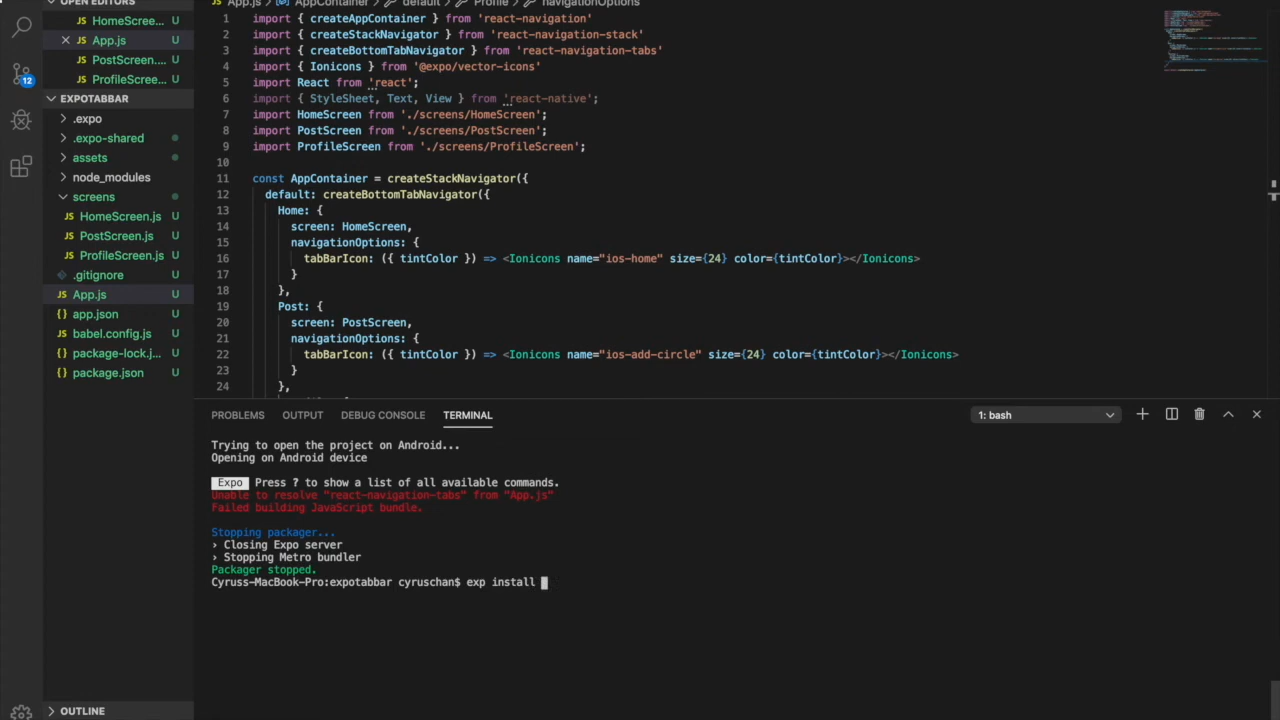 OPEN EDITORS
HomeScree... U
App.js U
PostScreen.... U
ProfileScree... U
12
EXPOTABBAR
.expo
.expo-shared
assets
node_modules
screens
HomeScreen.js U
PostScreen.js U
ProfileScreen.js U
.gitignore U
App.js U
app.json U
babel.config.js U
package-lock.j... U
package.json U
OUTLINE
App.js > AppContainer > default > Profile > navigationOptions
1 import { createAppContainer } from 'react-navigation'
2 import { createStackNavigator } from 'react-navigation-stack'
3 import { createBottomTabNavigator } from 'react-navigation-tabs'
4 import { Ionicons } from '@expo/vector-icons'
5 import React from 'react';
6 import { StyleSheet, Text, View } from 'react-native';
7 import HomeScreen from './screens/HomeScreen';
8 import PostScreen from './screens/PostScreen';
9 import ProfileScreen from './screens/ProfileScreen';
10
11 const AppContainer = createStackNavigator({
12 default: createBottomTabNavigator({
13 Home: {
14 screen: HomeScreen,
15 navigationOptions: {
16 tabBarIcon: ({ tintColor }) => <Ionicons name="ios-home" size={24} color={tintColor}></Ionicons>
17 }
18 },
19 Post: {
20 screen: PostScreen,
21 navigationOptions: {
22 tabBarIcon: ({ tintColor }) => <Ionicons name="ios-add-circle" size={24} color={tintColor}></Ionicons>
23 }
24 },
PROBLEMS OUTPUT DEBUG CONSOLE TERMINAL 1: bash
Trying to open the project on Android...
Opening on Android device
Expo Press ? to show a list of all available commands.
Unable to resolve "react-navigation-tabs" from "App.js"
Failed building JavaScript bundle.
Stopping packager...
› Closing Expo server
› Stopping Metro bundler
Packager stopped.
Cyruss-MacBook-Pro:expotabbar cyruschan$ exp install